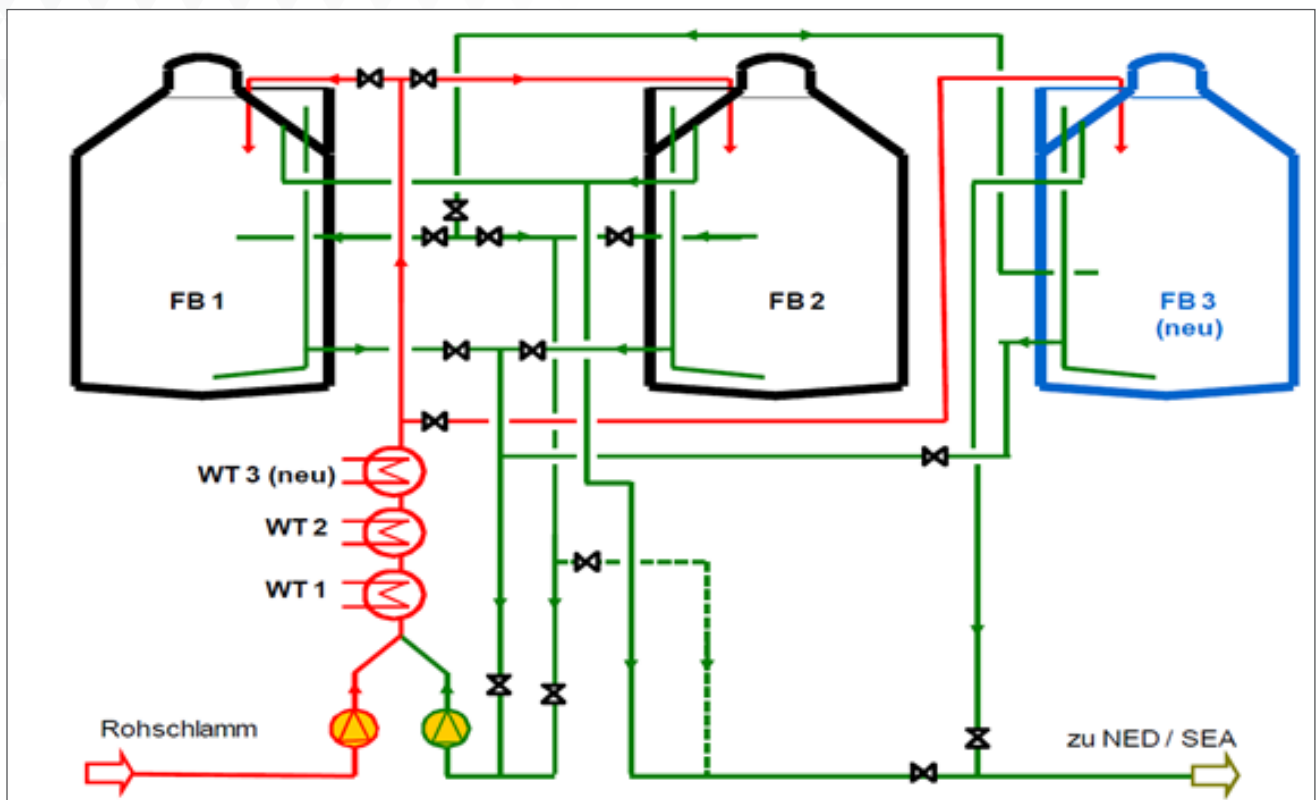 FB 1
FB 2
FB 3
(neu)
WT 3 (neu)
WT 2
WT 1
Rohschlamm
zu NED / SEA